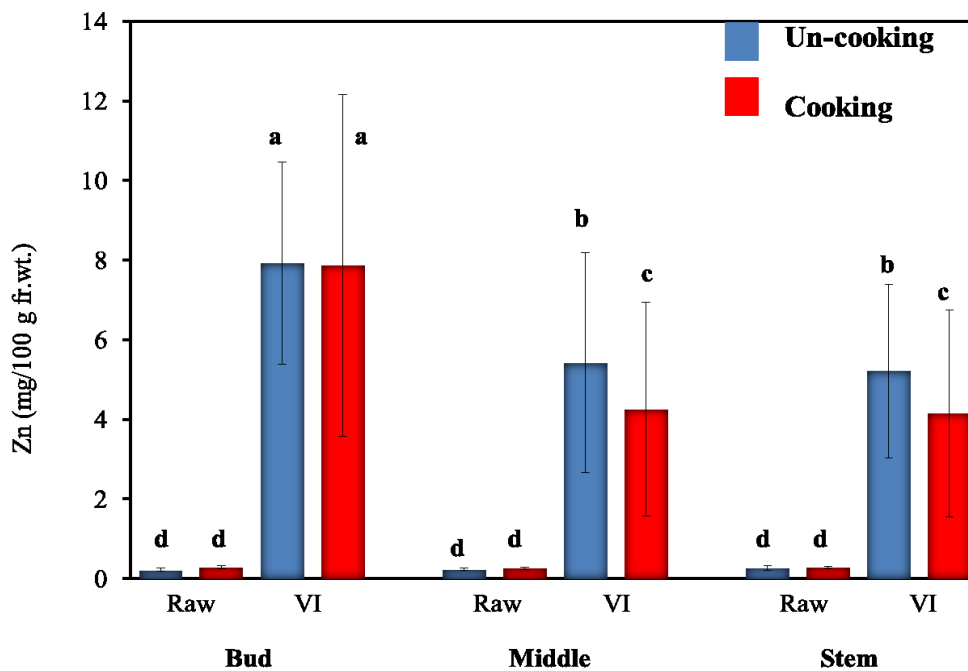 14
12
10
8
6
4
2
0
Zn (mg/100 g fr.wt.)
Un-cooking
Cooking
a
a
b
c
b
c
d
d
d
d
d
d
Raw
VI
Raw
VI
Raw
VI
Bud
Middle
Stem